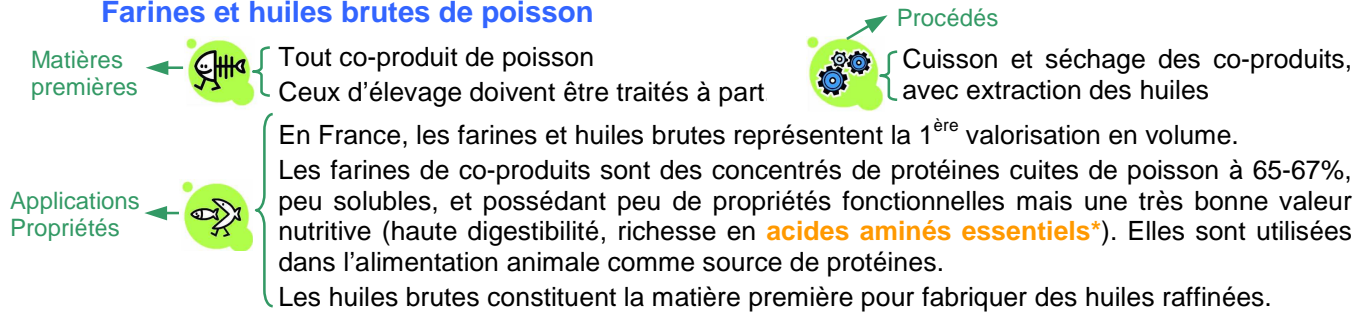 Farines et huiles brutes de poisson
Matières
premières
Tout co-produit de poisson
Ceux d'élevage doivent être traités à part
Procédés
Cuisson et séchage des co-produits,
avec extraction des huiles
Applications
Propriétés
En France, les farines et huiles brutes représentent la 1ère valorisation en volume.
Les farines de co-produits sont des concentrés de protéines cuites de poisson à 65-67%,
peu solubles, et possédant peu de propriétés fonctionnelles mais une très bonne valeur
nutritive (haute digestibilité, richesse en acides aminés essentiels*). Elles sont utilisées
dans l'alimentation animale comme source de protéines.
Les huiles brutes constituent la matière première pour fabriquer des huiles raffinées.